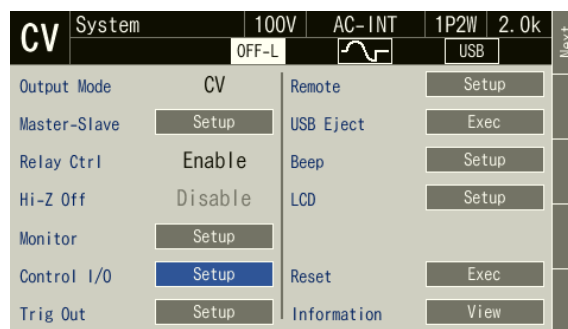 CV System 100V AC-INT 1P2W 2.0k
OFF-L USB
Next
Output Mode CV
Master-Slave Setup
Relay Ctrl Enable
Hi-Z Off Disable
Monitor Setup
Control I/O Setup
Trig Out Setup
Remote Setup
USB Eject Exec
Beep Setup
LCD Setup
Reset Exec
Information View